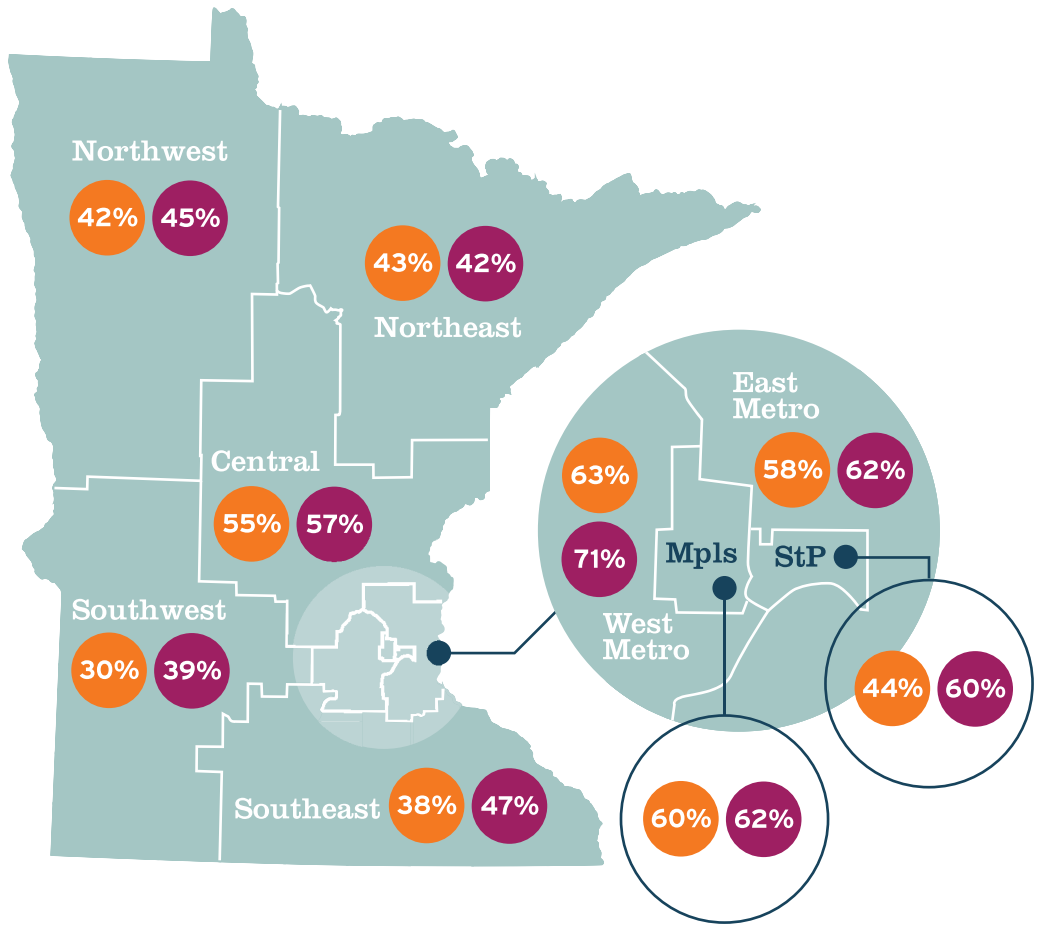 Northwest
42% 45%
43% 42%
Northeast
Central
55% 57%
Southwest
30% 39%
Southeast 38% 47%
East
Metro
58% 62%
63%
71%
West
Metro
Mpls
StP
60% 62%
44% 60%